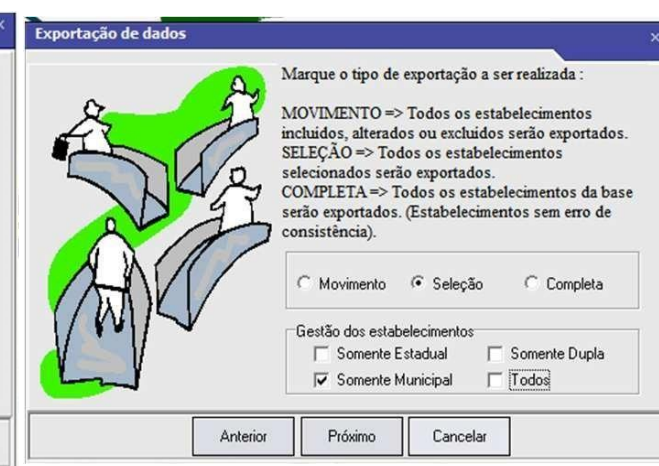 Exportação de dados
Marque o tipo de exportação a ser realizada :
MOVIMENTO => Todos os estabelecimentos
incluidos, alterados ou excluidos serão exportados.
SELEÇÃO => Todos os estabelecimentos
selecionados serão exportados.
COMPLETA => Todos os estabelecimentos da base
serão exportados. (Estabelecimentos sem erro de
consistência).
Movimento Seleção Completa
Gestão dos estabelecimentos
Somente Estadual Somente Dupla
Somente Municipal Todos
Anterior Próximo Cancelar